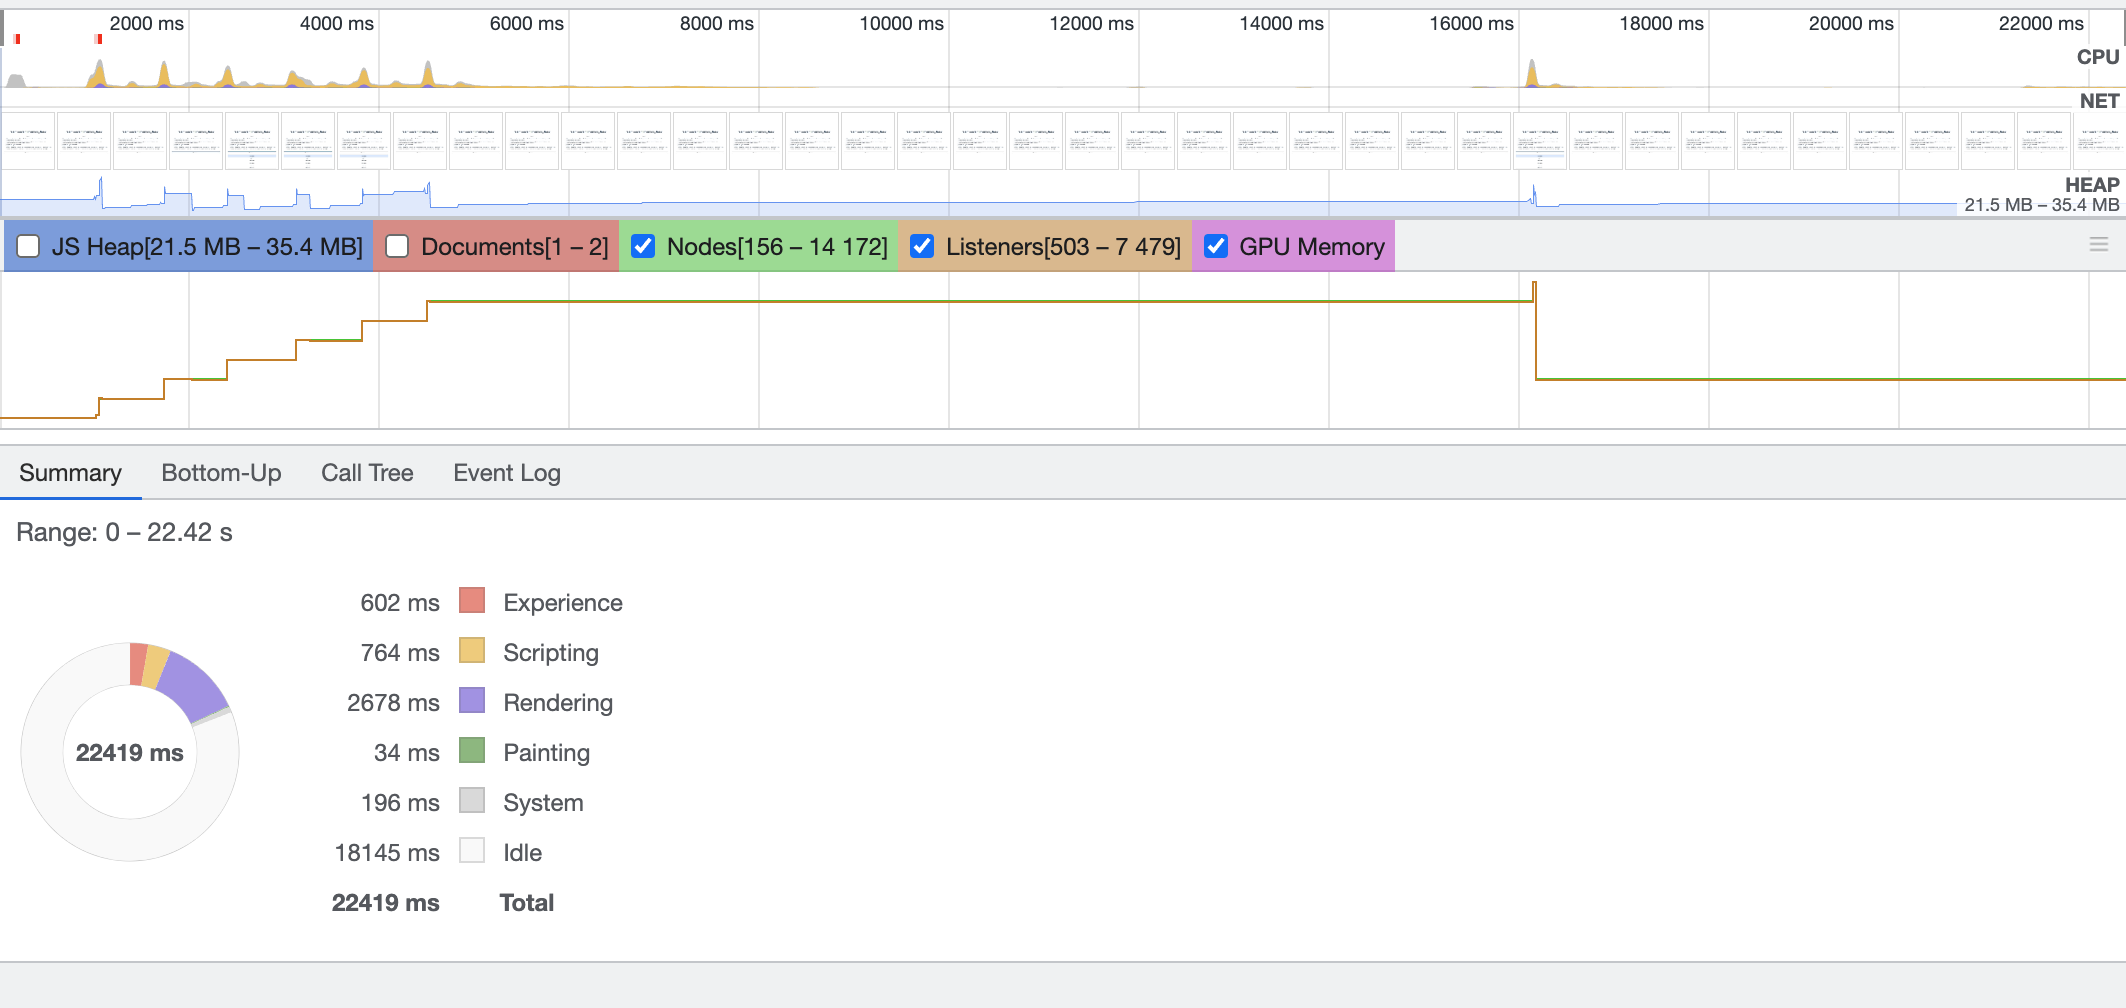 2000 ms 4000 ms 6000 ms 8000 ms 10000 ms 12000 ms 14000 ms 16000 ms 18000 ms 20000 ms 22000 ms
CPU
NET
HEAP
21.5 MB – 35.4 MB
JS Heap[21.5 MB – 35.4 MB] Documents[1 – 2] Nodes[156 – 14 172] Listeners[503 – 7 479] GPU Memory
Summary Bottom-Up Call Tree Event Log
Range: 0 – 22.42 s
602 ms Experience
764 ms Scripting
2678 ms Rendering
22419 ms
34 ms Painting
196 ms System
18145 ms Idle
22419 ms Total